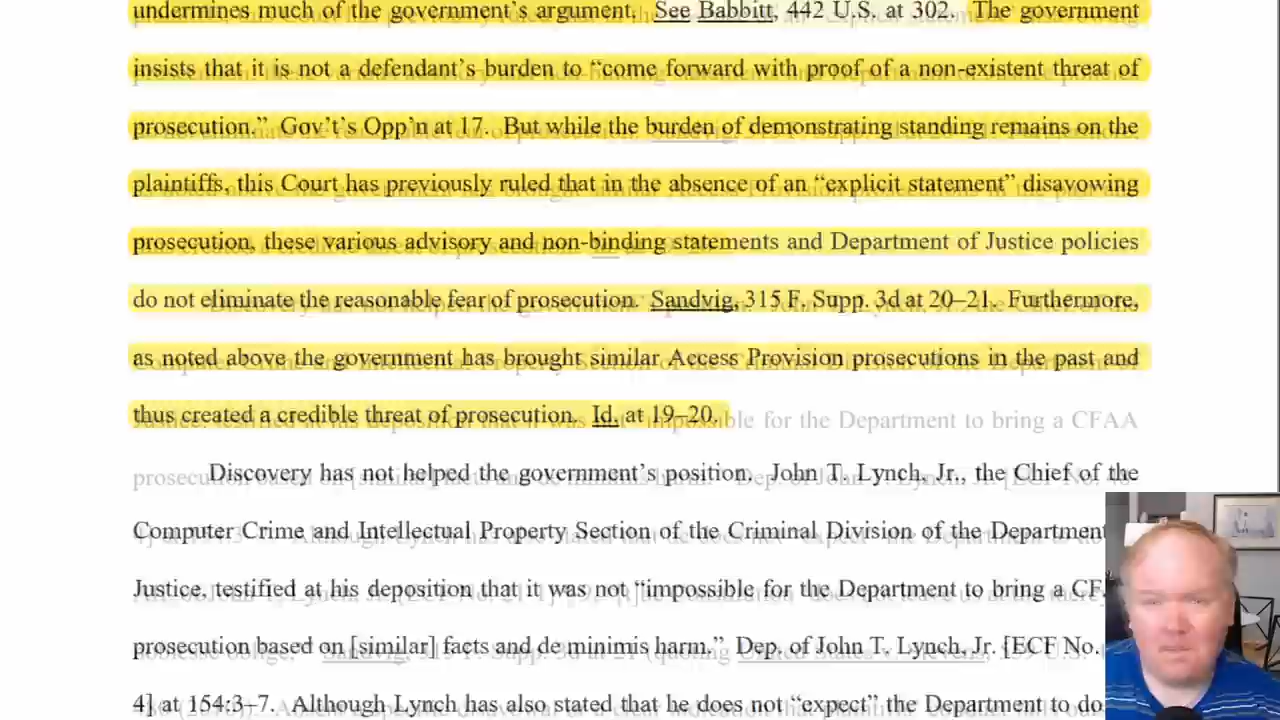 undermines much of the government's argument. See Babbitt, 442 U.S. at 302. The government
insists that it is not a defendant's burden to “come forward with proof of a non-existent threat of
prosecution.” Gov't's Opp'n at 17. But while the burden of demonstrating standing remains on the
plaintiffs, this Court has previously ruled that in the absence of an “explicit statement” disavowing
prosecution, these various advisory and non-binding statements and Department of Justice policies
do not eliminate the reasonable fear of prosecution. Sandvig, 315 F. Supp. 3d at 20–21. Furthermore,
as noted above the government has brought similar Access Provision prosecutions in the past and
thus created a credible threat of prosecution. Id. at 19–20.
Discovery has not helped the government's position. John T. Lynch, Jr., the Chief of the
Computer Crime and Intellectual Property Section of the Criminal Division of the Department
Justice, testified at his deposition that it was not “impossible for the Department to bring a CF
prosecution based on [similar] facts and de minimis harm.” Dep. of John T. Lynch, Jr. [ECF No.
4] at 154:3–7. Although Lynch has also stated that he does not “expect” the Department to do